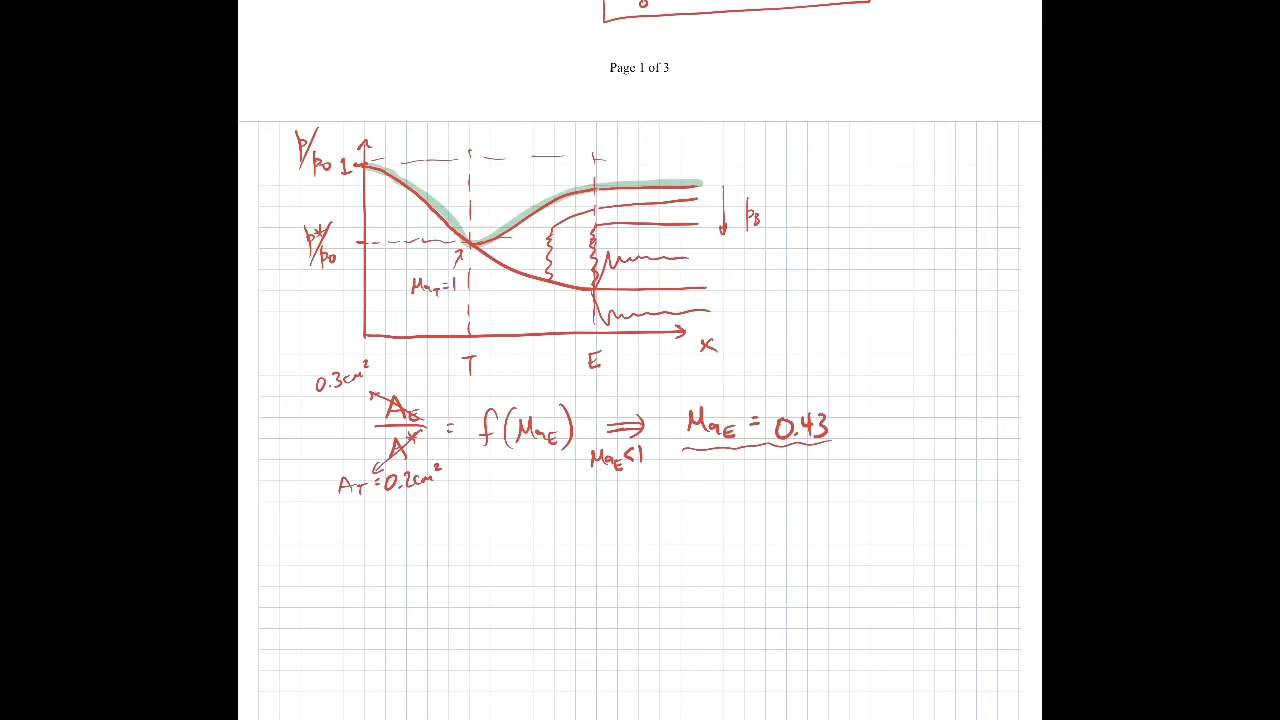 0
Page 1 of 3
p/p0 1
p*/p0
MaT=1
pB
T
E
x
0.3cm²
AE/A* = f(MaE) ⟹ MaE = 0.43
MaE<1
AT=0.2cm²